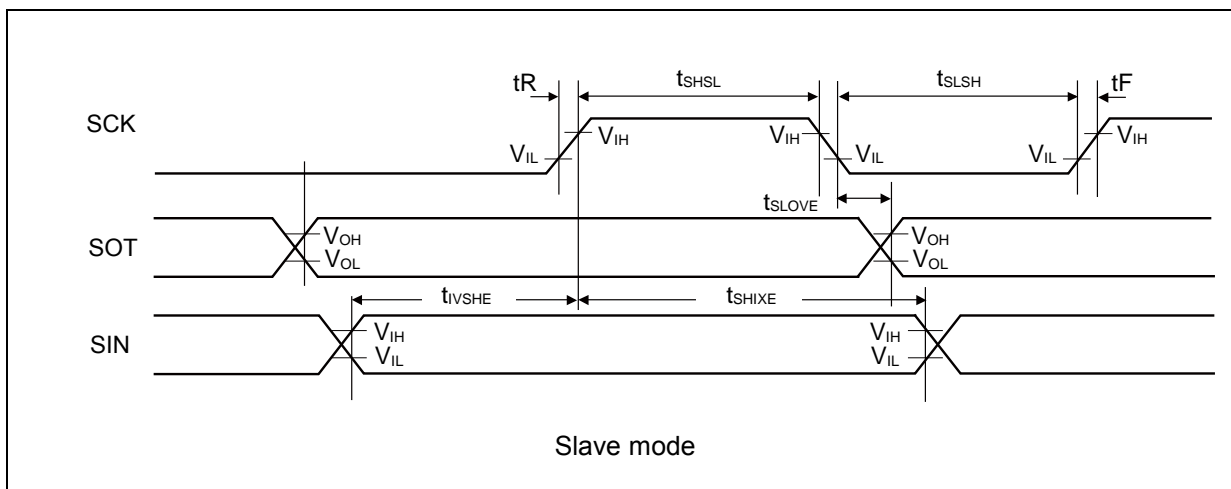 tR tSHSL tSLSH tF
SCK
VIH VIH VIH
VIL VIL VIL
tSLOVE
SOT
VOH VOH
VOL VOL
tIVSHE tSHIXE
SIN
VIH VIH
VIL VIL
Slave mode